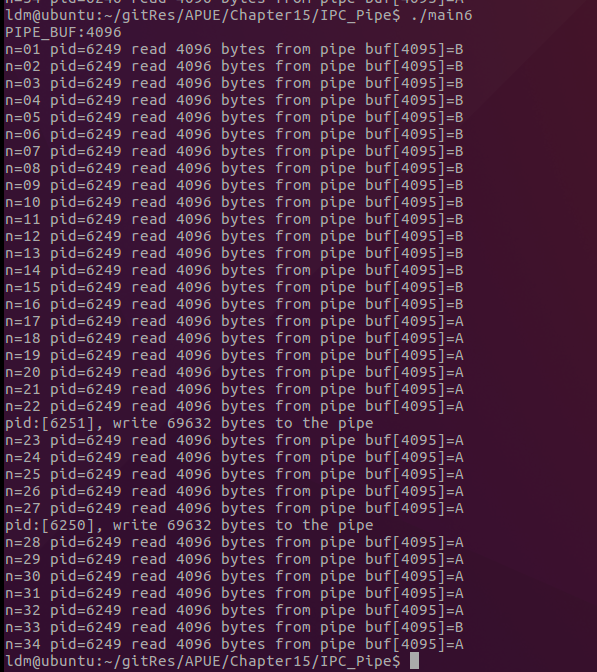 ldm@ubuntu:~/gitRes/APUE/Chapter15/IPC_Pipe$ ./main6
PIPE_BUF:4096
n=01 pid=6249 read 4096 bytes from pipe buf[4095]=B
n=02 pid=6249 read 4096 bytes from pipe buf[4095]=B
n=03 pid=6249 read 4096 bytes from pipe buf[4095]=B
n=04 pid=6249 read 4096 bytes from pipe buf[4095]=B
n=05 pid=6249 read 4096 bytes from pipe buf[4095]=B
n=06 pid=6249 read 4096 bytes from pipe buf[4095]=B
n=07 pid=6249 read 4096 bytes from pipe buf[4095]=B
n=08 pid=6249 read 4096 bytes from pipe buf[4095]=B
n=09 pid=6249 read 4096 bytes from pipe buf[4095]=B
n=10 pid=6249 read 4096 bytes from pipe buf[4095]=B
n=11 pid=6249 read 4096 bytes from pipe buf[4095]=B
n=12 pid=6249 read 4096 bytes from pipe buf[4095]=B
n=13 pid=6249 read 4096 bytes from pipe buf[4095]=B
n=14 pid=6249 read 4096 bytes from pipe buf[4095]=B
n=15 pid=6249 read 4096 bytes from pipe buf[4095]=B
n=16 pid=6249 read 4096 bytes from pipe buf[4095]=B
n=17 pid=6249 read 4096 bytes from pipe buf[4095]=A
n=18 pid=6249 read 4096 bytes from pipe buf[4095]=A
n=19 pid=6249 read 4096 bytes from pipe buf[4095]=A
n=20 pid=6249 read 4096 bytes from pipe buf[4095]=A
n=21 pid=6249 read 4096 bytes from pipe buf[4095]=A
n=22 pid=6249 read 4096 bytes from pipe buf[4095]=A
pid:[6251], write 69632 bytes to the pipe
n=23 pid=6249 read 4096 bytes from pipe buf[4095]=A
n=24 pid=6249 read 4096 bytes from pipe buf[4095]=A
n=25 pid=6249 read 4096 bytes from pipe buf[4095]=A
n=26 pid=6249 read 4096 bytes from pipe buf[4095]=A
n=27 pid=6249 read 4096 bytes from pipe buf[4095]=A
pid:[6250], write 69632 bytes to the pipe
n=28 pid=6249 read 4096 bytes from pipe buf[4095]=A
n=29 pid=6249 read 4096 bytes from pipe buf[4095]=A
n=30 pid=6249 read 4096 bytes from pipe buf[4095]=A
n=31 pid=6249 read 4096 bytes from pipe buf[4095]=A
n=32 pid=6249 read 4096 bytes from pipe buf[4095]=A
n=33 pid=6249 read 4096 bytes from pipe buf[4095]=B
n=34 pid=6249 read 4096 bytes from pipe buf[4095]=A
ldm@ubuntu:~/gitRes/APUE/Chapter15/IPC_Pipe$